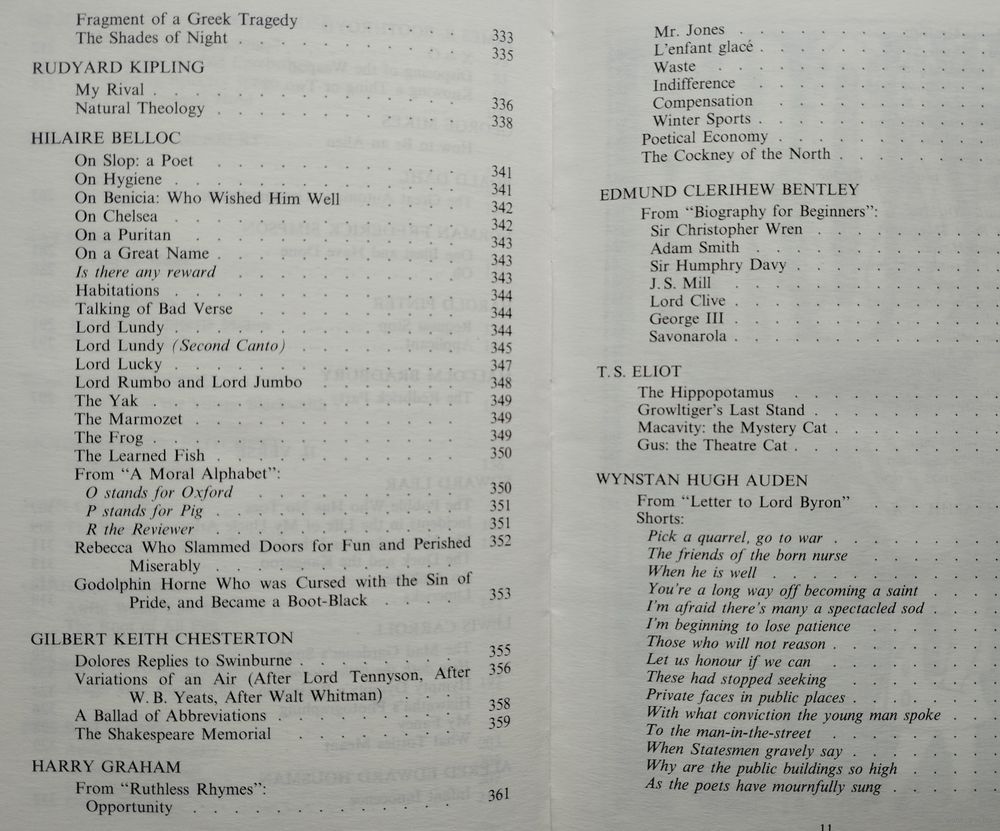 Fragment of a Greek Tragedy . . . . . . . . . 333
The Shades of Night . . . . . . . . . . . . 335
RUDYARD KIPLING
My Rival . . . . . . . . . . . . . . . . 336
Natural Theology . . . . . . . . . . . . . 338
HILAIRE BELLOC
On Slop: a Poet . . . . . . . . . . . . . 341
On Hygiene . . . . . . . . . . . . . . . 341
On Benicia: Who Wished Him Well . . . . . . . 342
On Chelsea . . . . . . . . . . . . . . . 342
On a Puritan . . . . . . . . . . . . . . 343
On a Great Name . . . . . . . . . . . . . 343
Is there any reward . . . . . . . . . . . . 343
Habitations . . . . . . . . . . . . . . . 344
Talking of Bad Verse . . . . . . . . . . . 344
Lord Lundy . . . . . . . . . . . . . . . 344
Lord Lundy (Second Canto) . . . . . . . . . 345
Lord Lucky . . . . . . . . . . . . . . . 347
Lord Rumbo and Lord Jumbo . . . . . . . . . 348
The Yak . . . . . . . . . . . . . . . . 349
The Marmozet . . . . . . . . . . . . . . 349
The Frog . . . . . . . . . . . . . . . . 349
The Learned Fish . . . . . . . . . . . . . 350
From "A Moral Alphabet":
O stands for Oxford . . . . . . . . . . . 350
P stands for Pig . . . . . . . . . . . . . 351
R the Reviewer . . . . . . . . . . . . . 351
Rebecca Who Slammed Doors for Fun and Perished 352
Miserably . . . . . . . . . . . . .
Godolphin Horne Who was Cursed with the Sin of
Pride, and Became a Boot-Black . . . . . 353
GILBERT KEITH CHESTERTON
Dolores Replies to Swinburne . . . . . . . . . 355
Variations of an Air (After Lord Tennyson, After 356
W. B. Yeats, After Walt Whitman) . . . .
A Ballad of Abbreviations . . . . . . . . . . 358
The Shakespeare Memorial . . . . . . . . . . 359
HARRY GRAHAM
From "Ruthless Rhymes":
Opportunity . . . . . . . . . . . . . . 361
Mr. Jones . . . . . . . . . . .
L'enfant glacé . . . . . . . . . .
Waste . . . . . . . . . . . .
Indifference . . . . . . . . . .
Compensation . . . . . . . . .
Winter Sports . . . . . . . . . .
Poetical Economy . . . . . . . . .
The Cockney of the North . . . . . . .
EDMUND CLERIHEW BENTLEY
From "Biography for Beginners":
Sir Christopher Wren . . . . . . . .
Adam Smith . . . . . . . . . .
Sir Humphry Davy . . . . . . . . .
J. S. Mill . . . . . . . . . . .
Lord Clive . . . . . . . . . . .
George III . . . . . . . . . . .
Savonarola . . . . . . . . . . .
T. S. ELIOT
The Hippopotamus . . . . . . . . .
Growltiger's Last Stand . . . . . . . .
Macavity: the Mystery Cat . . . . . . .
Gus: the Theatre Cat . . . . . . . . .
WYNSTAN HUGH AUDEN
From "Letter to Lord Byron" . . . . . .
Shorts:
Pick a quarrel, go to war . . . . . . .
The friends of the born nurse . . . . . .
When he is well . . . . . . . . . .
You're a long way off becoming a saint . . . .
I'm afraid there's many a spectacled sod . . . .
I'm beginning to lose patience . . . . . .
Those who will not reason . . . . . . .
Let us honour if we can . . . . . . . .
These had stopped seeking . . . . . . .
Private faces in public places . . . . . . .
With what conviction the young man spoke . . .
To the man-in-the-street . . . . . . . .
When Statesmen gravely say . . . . . . .
Why are the public buildings so high . . . . .
As the poets have mournfully sung . . . . .
11